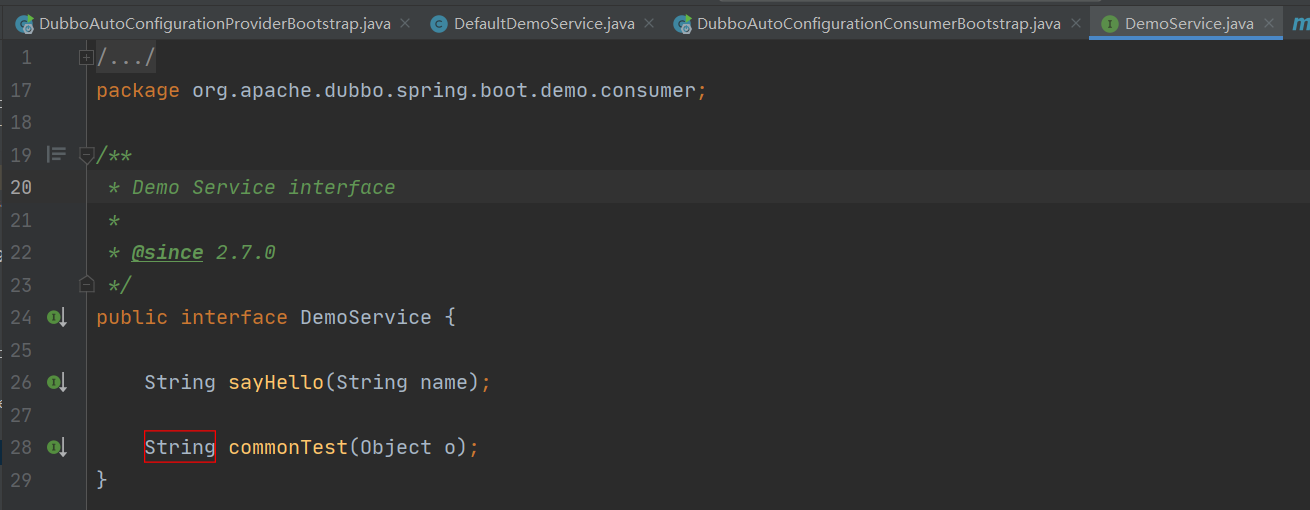 DubboAutoConfigurationProviderBootstrap.java DefaultDemoService.java DubboAutoConfigurationConsumerBootstrap.java DemoService.java
1 /.../
17 package org.apache.dubbo.spring.boot.demo.consumer;
18
19 /**
20 * Demo Service interface
21 *
22 * @since 2.7.0
23 */
24 public interface DemoService {
25
26 String sayHello(String name);
27
28 String commonTest(Object o);
29 }